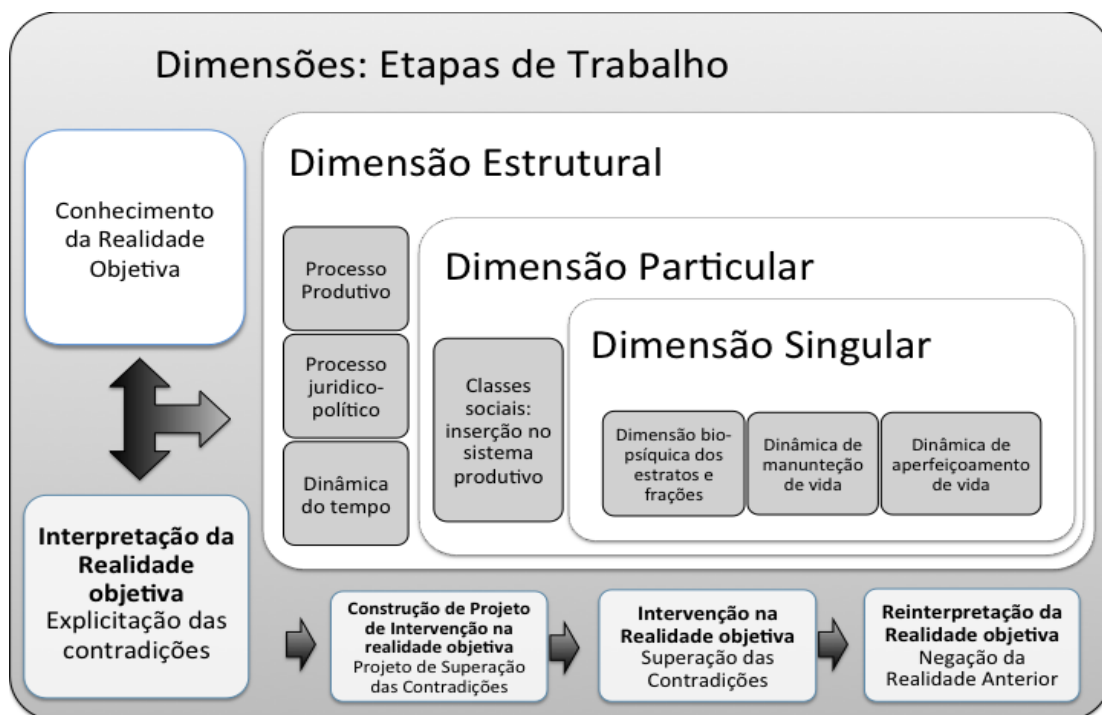 Dimensões: Etapas de Trabalho
Conhecimento
da Realidade
Objetiva
Dimensão Estrutural
Processo
Produtivo
Processo
juridico-
político
Dinâmica
do tempo
Dimensão Particular
Classes
sociais:
inserção no
sistema
produtivo
Dimensão Singular
Dimensão bio-
psíquica dos
estratos e
frações
Dinâmica de
manunteção
de vida
Dinâmica de
aperfeiçoamento
de vida
Interpretação da
Realidade
objetiva
Explicitação das
contradições
Construção de Projeto
de Intervenção na
realidade objetiva
Projeto de Superação
das Contradições
Intervenção na
Realidade objetiva
Superação das
Contradições
Reinterpretação da
Realidade objetiva
Negação da
Realidade Anterior